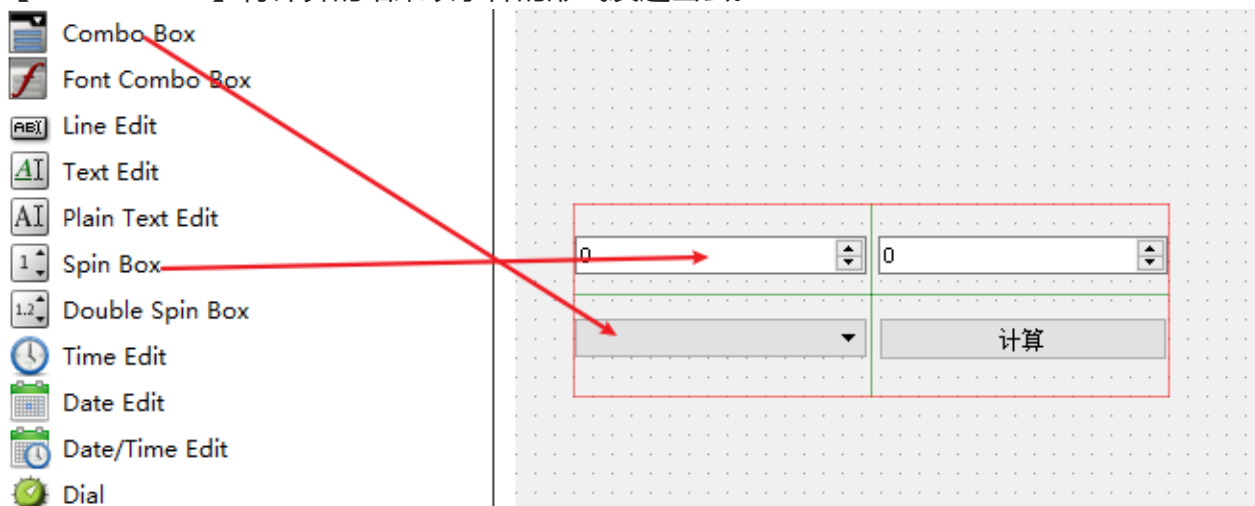 Combo Box
Font Combo Box
Line Edit
Text Edit
Plain Text Edit
Spin Box
Double Spin Box
Time Edit
Date Edit
Date/Time Edit
Dial
0
0
计算